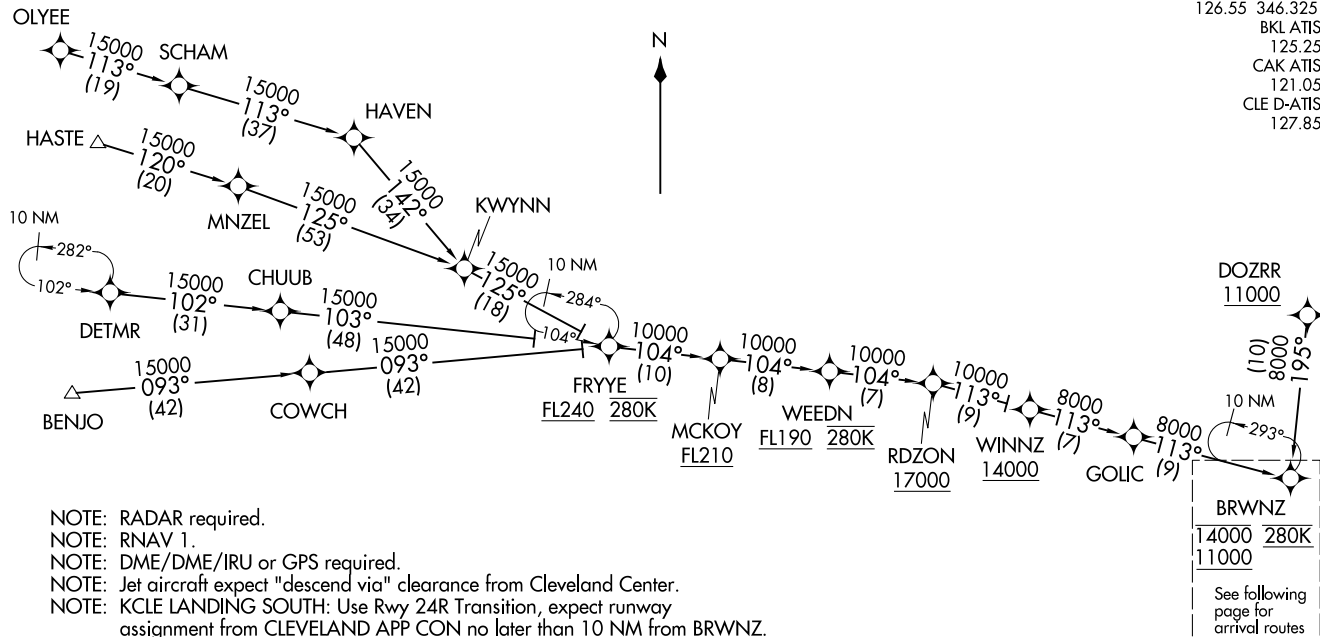 126.55 346.325
BKL ATIS
125.25
CAK ATIS
121.05
CLE D-ATIS
127.85
N
OLYEE
15000
113°
(19)
SCHAM
15000
113°
(37)
HAVEN
15000
142°
(34)
HASTE
15000
120°
(20)
MNZEL
15000
125°
(53)
KWYNN
15000
125°
(18)
10 NM
282°
102°
DETMR
15000
102°
(31)
CHUUB
15000
103°
(48)
BENJO
15000
093°
(42)
COWCH
15000
093°
(42)
10 NM
284°
104°
FRYYE
FL240 280K
10000
104°
(10)
MCKOY
FL210
10000
104°
(8)
WEEDN
FL190 280K
10000
104°
(7)
RDZON
17000
10000
113°
(9)
WINNZ
14000
8000
113°
(7)
GOLIC
8000
113°
(9)
DOZRR
11000
195°
8000
(10)
10 NM
293°
BRWNZ
14000 280K
11000
See following
page for
arrival routes
NOTE: RADAR required.
NOTE: RNAV 1.
NOTE: DME/DME/IRU or GPS required.
NOTE: Jet aircraft expect "descend via" clearance from Cleveland Center.
NOTE: KCLE LANDING SOUTH: Use Rwy 24R Transition, expect runway
assignment from CLEVELAND APP CON no later than 10 NM from BRWNZ.